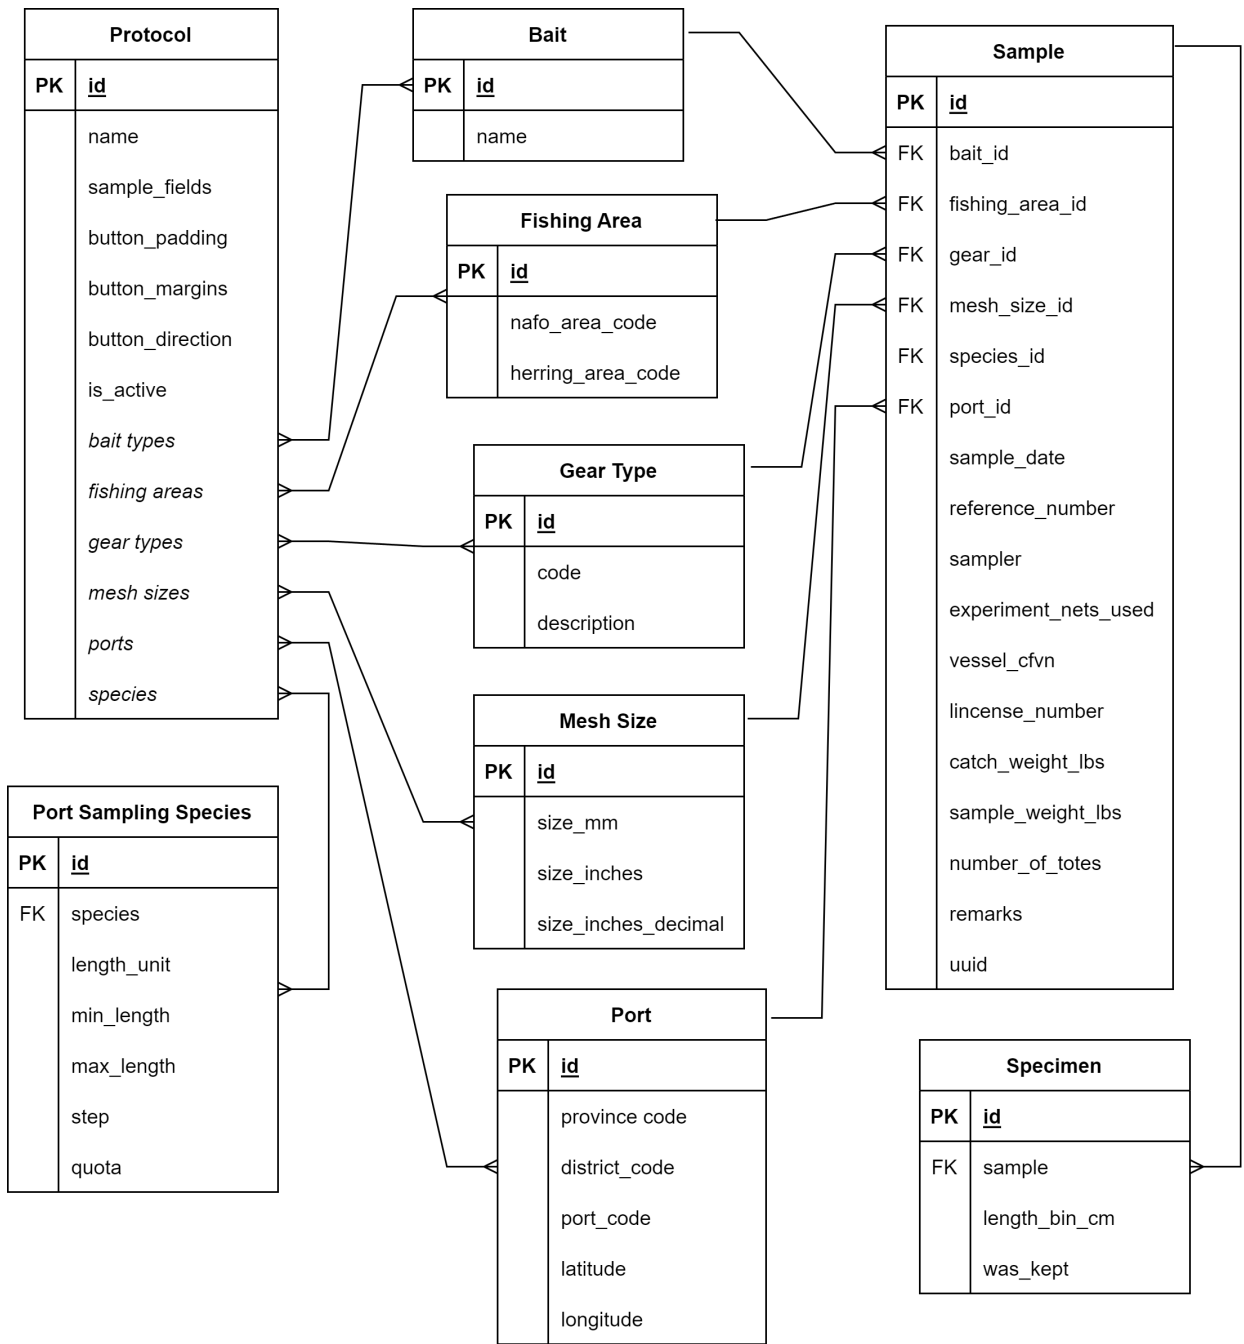 Protocol
PK id
name
sample_fields
button_padding
button_margins
button_direction
is_active
bait types
fishing areas
gear types
mesh sizes
ports
species
Port Sampling Species
PK id
FK species
length_unit
min_length
max_length
step
quota
Bait
PK id
name
Fishing Area
PK id
nafo_area_code
herring_area_code
Gear Type
PK id
code
description
Mesh Size
PK id
size_mm
size_inches
size_inches_decimal
Port
PK id
province code
district_code
port_code
latitude
longitude
Sample
PK id
FK bait_id
FK fishing_area_id
FK gear_id
FK mesh_size_id
FK species_id
FK port_id
sample_date
reference_number
sampler
experiment_nets_used
vessel_cfvn
lincense_number
catch_weight_lbs
sample_weight_lbs
number_of_totes
remarks
uuid
Specimen
PK id
FK sample
length_bin_cm
was_kept